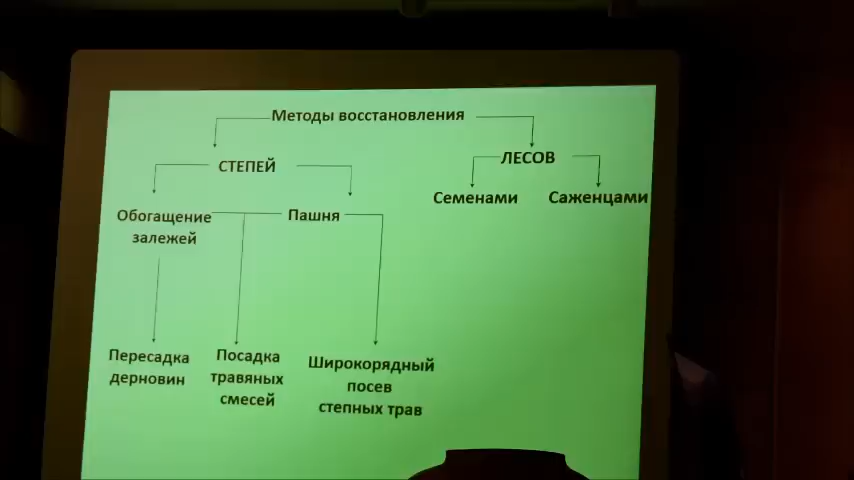 Методы восстановления
СТЕПЕЙ
ЛЕСОВ
Семенами
Саженцами
Обогащение
залежей
Пашня
Пересадка
дерновин
Посадка
травяных
смесей
Широкорядный
посев
степных трав